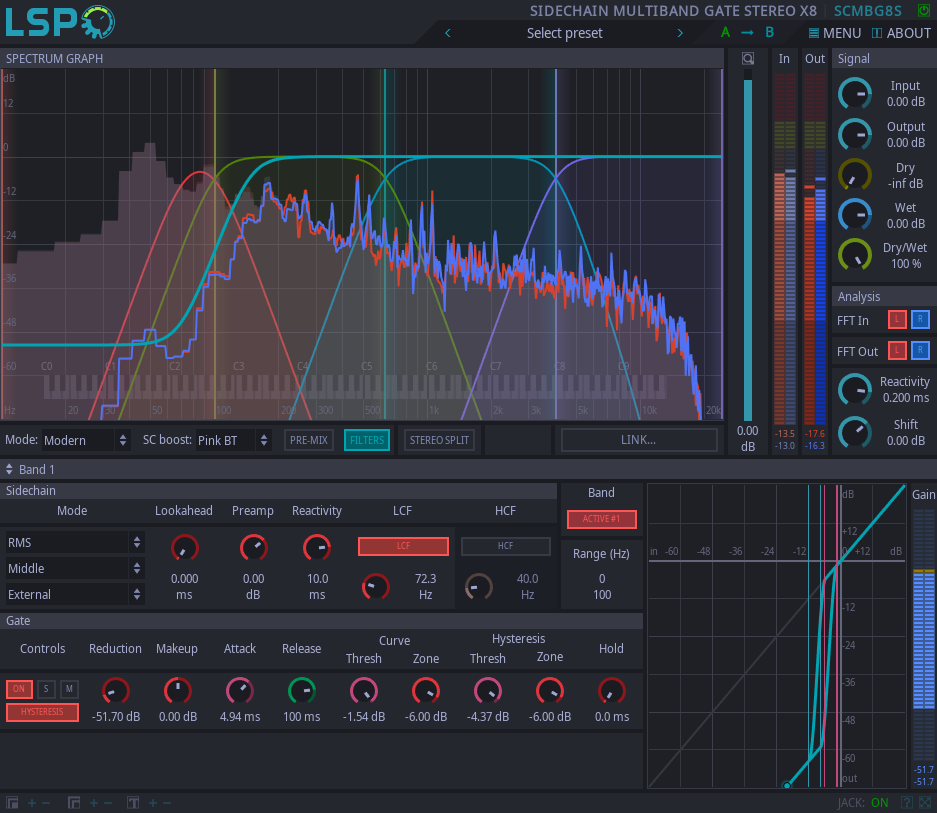 LSP
SIDECHAIN MULTIBAND GATE STEREO X8 SCMBG8S
Select preset
A → B
MENU
ABOUT
SPECTRUM GRAPH
In Out
Signal
dB
12
0
-12
-24
-36
-48
-60
C0 C1 C2 C3 C4 C5 C6 C7 C8 C9
Hz 20 30 50 100 200 300 500 1k 2k 3k 5k 10k 20k
0.00
dB
-13.5 -17.6
-13.0 -16.3
Input
0.00 dB
Output
0.00 dB
Dry
-inf dB
Wet
0.00 dB
Dry/Wet
100 %
Analysis
FFT In L R
FFT Out L R
Reactivity
0.200 ms
Shift
0.00 dB
Mode: Modern SC boost: Pink BT PRE-MIX FILTERS STEREO SPLIT LINK...
Band 1
Sidechain
Mode Lookahead Preamp Reactivity LCF HCF
RMS
Middle
External
0.000
ms
0.00
dB
10.0
ms
LCF
72.3
Hz
HCF
40.0
Hz
Band
ACTIVE #1
Range (Hz)
0
100
Gate
Controls Reduction Makeup Attack Release Curve Hysteresis Hold
Thresh Zone Thresh Zone
ON S M
HYSTERESIS
-51.70 dB 0.00 dB 4.94 ms 100 ms -1.54 dB -6.00 dB -4.37 dB -6.00 dB 0.0 ms
dB
+12
in -60 -48 -36 -24 -12 0 +12 dB
-12
-24
-36
-48
-60
out
Gain
-51.7
-51.7
JACK: ON ?